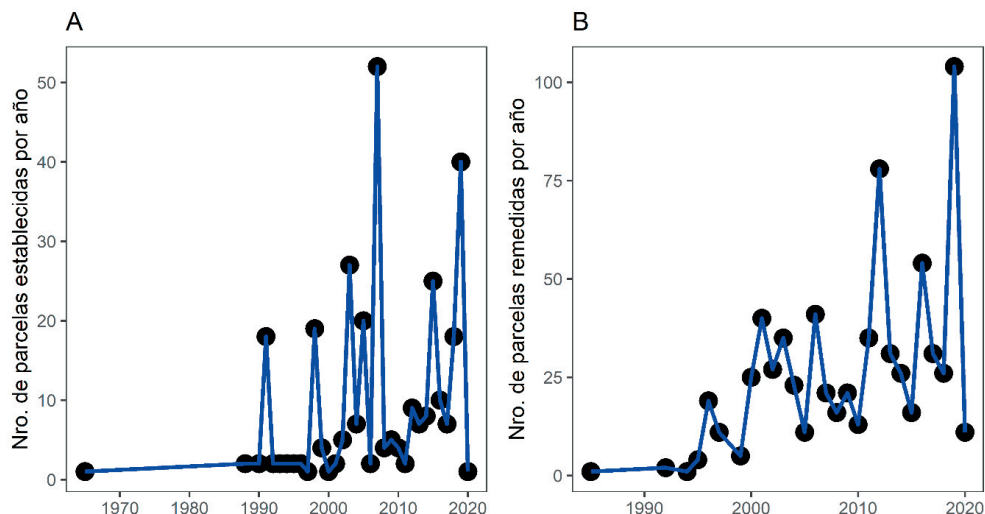 A
Nro. de parcelas establecidas por año
50
40
30
20
10
0
1970 1980 1990 2000 2010 2020
B
Nro. de parcelas remedidas por año
100
75
50
25
0
1990 2000 2010 2020